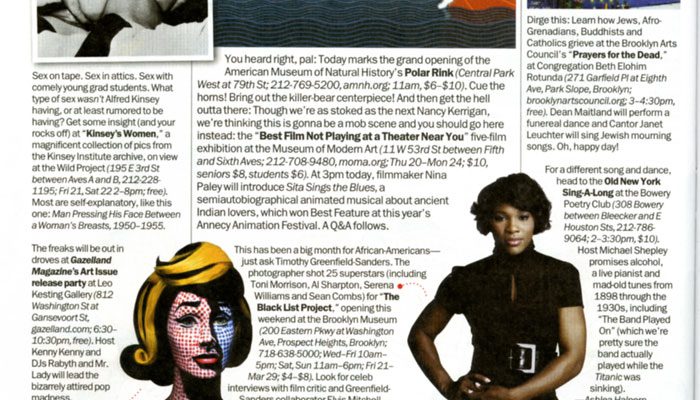 Sex on tape. Sex in attics. Sex with
comely young grad students. What
type of sex wasn't Alfred Kinsey
having, or at least rumored to be
having? Get some insight (and your
rocks off) at "Kinsey's Women," a
magnificent collection of pics from
the Kinsey Institute archive, on view
at the Wild Project (195 E 3rd St
between Aves A and B, 212-228-
1195; Fri 21, Sat 22 2–8pm; free).
Most are self-explanatory, like this
one: Man Pressing His Face Between
a Woman's Breasts, 1950–1955.
The freaks will be out in
droves at Gazelland
Magazine's Art Issue
release party at Leo
Kesting Gallery (812
Washington St at
Gansevoort St,
gazelland.com; 6:30–
10:30pm, free). Host
Kenny Kenny and
DJs Rabyth and Mr.
Lady will lead the
bizarrely attired pop
madness.
You heard right, pal: Today marks the grand opening of the
American Museum of Natural History's Polar Rink (Central Park
West at 79th St; 212-769-5200, amnh.org; 11am, $6–$10). Cue the
horns! Bring out the killer-bear centerpiece! And then get the hell
outta there: Though we're as stoked as the next Nancy Kerrigan,
we're thinking this is gonna be a mob scene and you should go here
instead: the "Best Film Not Playing at a Theater Near You" five-film
exhibition at the Museum of Modern Art (11 W 53rd St between Fifth
and Sixth Aves; 212-708-9480, moma.org; Thu 20–Mon 24; $10,
seniors $8, students $6). At 3pm today, filmmaker Nina
Paley will introduce Sita Sings the Blues, a
semiautobiographical animated musical about ancient
Indian lovers, which won Best Feature at this year's
Annecy Animation Festival. A Q&A follows.
This has been a big month for African-Americans—
just ask Timothy Greenfield-Sanders. The
photographer shot 25 superstars (including
Toni Morrison, Al Sharpton, Serena
Williams and Sean Combs) for "The
Black List Project," opening this
weekend at the Brooklyn Museum
(200 Eastern Pkwy at Washington
Ave, Prospect Heights, Brooklyn;
718-638-5000; Wed–Fri 10am–
5pm; Sat, Sun 11am–6pm; Fri 21–
Mar 29; $4–$8). Look for celeb
interviews with film critic and Greenfield-
Sanders collaborator Elvis Mitchell
Dirge this: Learn how Jews, Afro-
Grenadians, Buddhists and
Catholics grieve at the Brooklyn Arts
Council's "Prayers for the Dead,"
at Congregation Beth Elohim
Rotunda (271 Garfield Pl at Eighth
Ave, Park Slope, Brooklyn;
brooklynartscouncil.org; 3–4:30pm,
free). Dean Maitland will perform a
funeral dance and Cantor Janet
Leuchter will sing Jewish mourning
songs. Oh, happy day!
For a different song and dance,
head to the Old New York
Sing-A-Long at the Bowery
Poetry Club (308 Bowery
between Bleecker and E
Houston Sts, 212-786-
9064; 2–3:30pm, $10).
Host Michael Shepley
promises alcohol,
a live pianist and
mad-old tunes from
1898 through the
1930s, including
"The Band Played
On" (which we're
pretty sure the
band actually
played while the
Titanic was
sinking).
—Ashlea Halpern